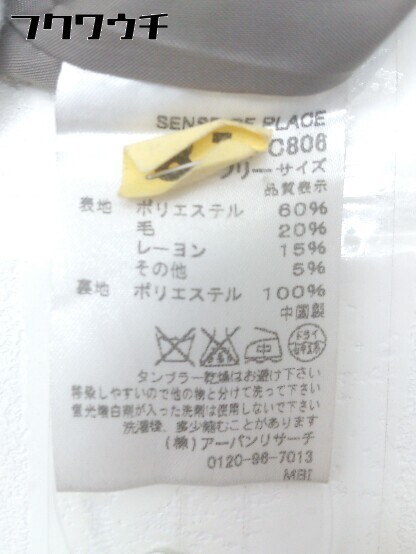 フクワウチ
SENSE OF PLACE
C806
フリーサイズ
品質表示
表地 ポリエステル 60%
毛 20%
レーヨン 15%
その他 5%
裏地 ポリエステル 100%
中国製
ドライ
タンブラー乾燥はお避け下さい
移染しやすいので他の物と分けて洗って下さい
蛍光増白剤が入った洗剤は使用しないで下さい
洗濯後、多少縮むことがあります
(株)アーバンリサーチ
0120-96-7013